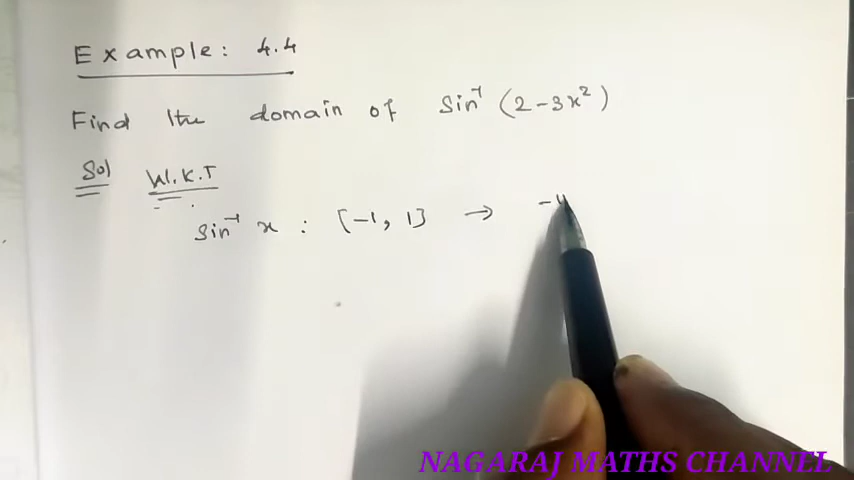 Example: 4.4
Find the domain of Sin⁻¹ (2-3x²)
Sol W.K.T
Sin⁻¹ x : [-1, 1] →
NAGARAJ MATHS CHANNEL